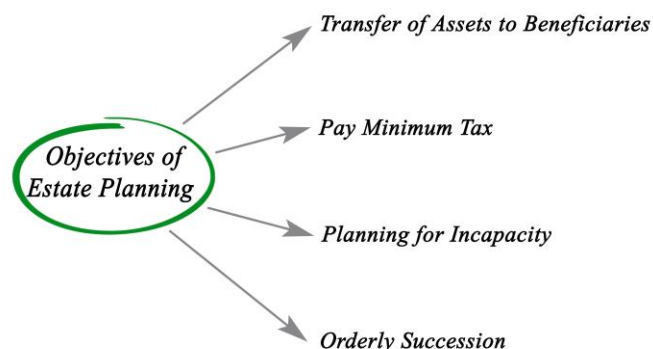 Objectives of
Estate Planning
Transfer of Assets to Beneficiaries
Pay Minimum Tax
Planning for Incapacity
Orderly Succession